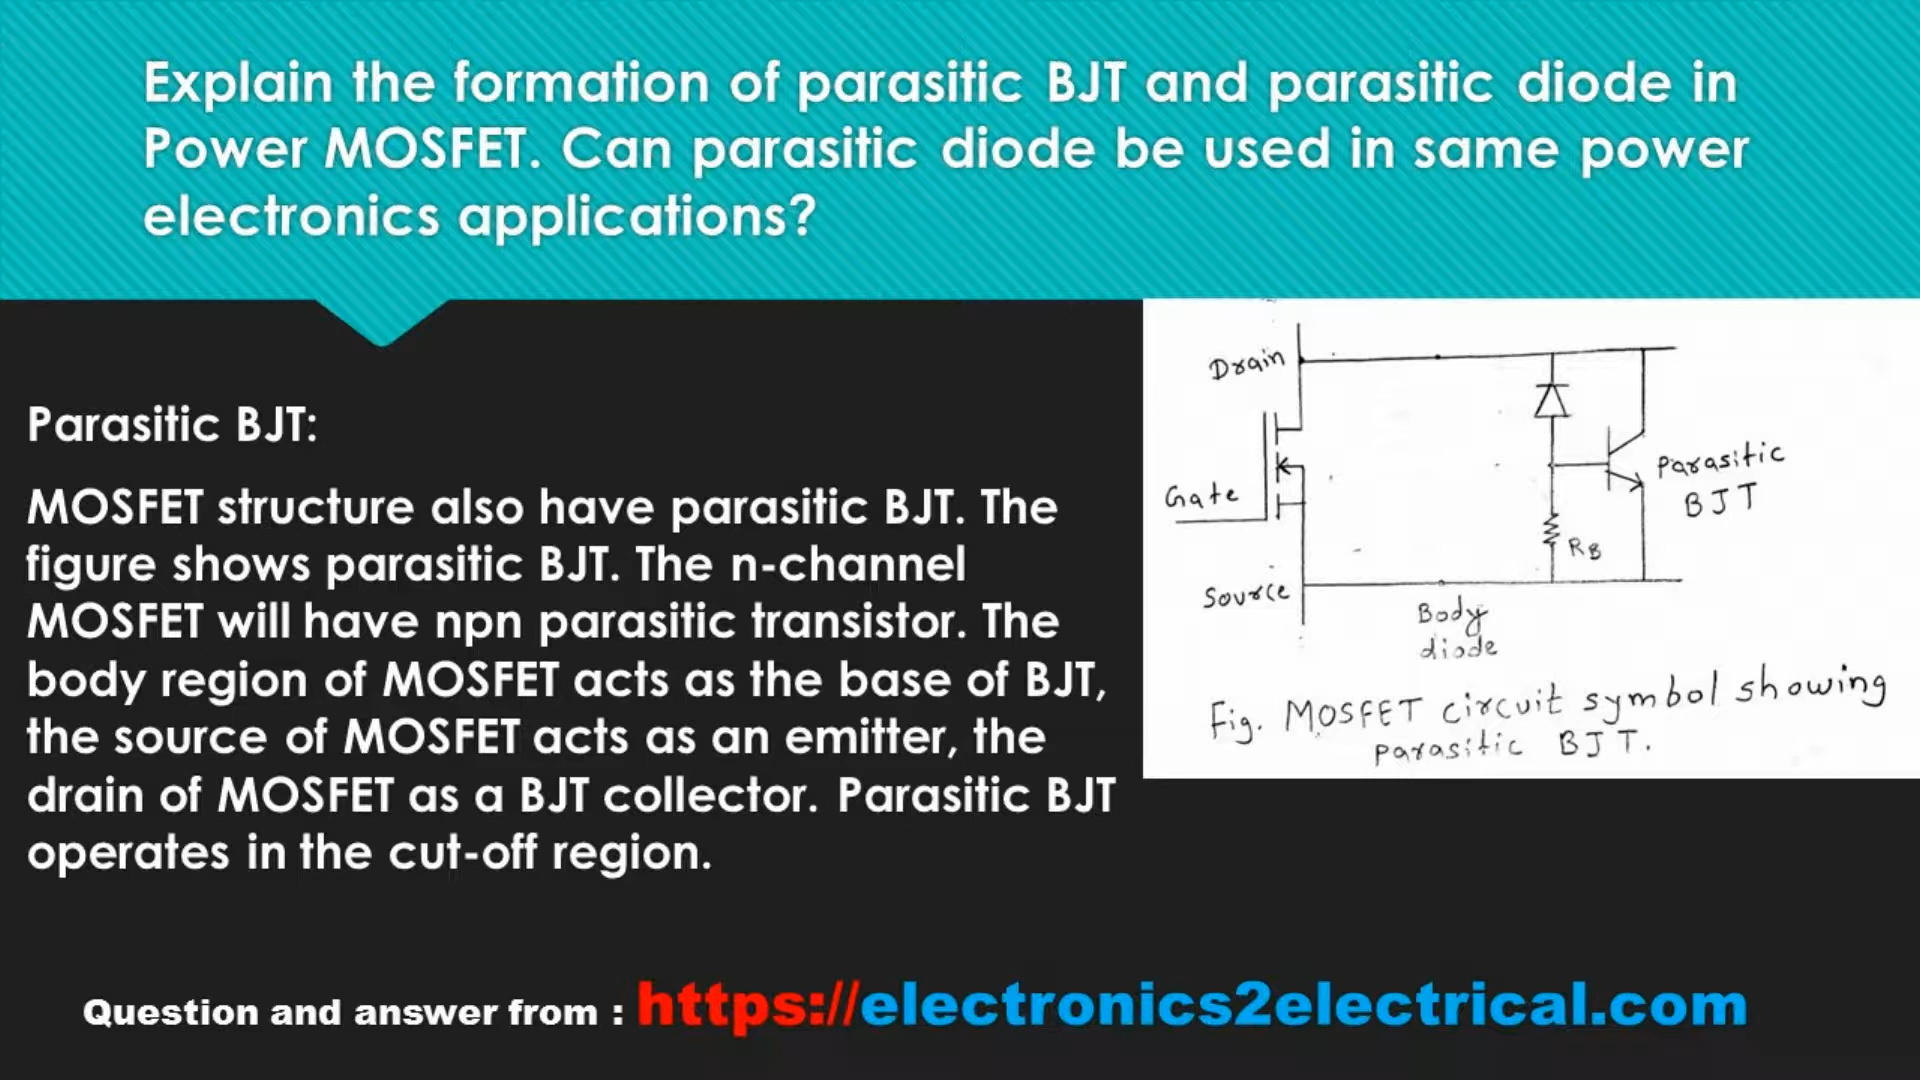 Explain the formation of parasitic BJT and parasitic diode in
Power MOSFET. Can parasitic diode be used in same power
electronics applications?
Parasitic BJT:
MOSFET structure also have parasitic BJT. The
figure shows parasitic BJT. The n-channel
MOSFET will have npn parasitic transistor. The
body region of MOSFET acts as the base of BJT,
the source of MOSFET acts as an emitter, the
drain of MOSFET as a BJT collector. Parasitic BJT
operates in the cut-off region.
Drain
Gate
Source
Parasitic
BJT
RB
Body
diode
Fig. MOSFET circuit symbol showing
parasitic BJT.
Question and answer from : https://electronics2electrical.com